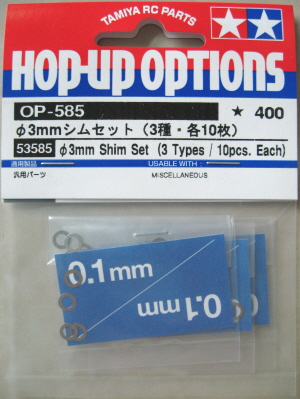 TAMIYA RC PARTS
HOP-UP OPTIONS
OP-585
★ 400
φ3mmシムセット（3種・各10枚）
53585 φ3mm Shim Set (3 Types / 10pcs. Each)
適用製品 USABLE WITH :
汎用パーツ MISCELLANEOUS
0.1mm
0.1mm